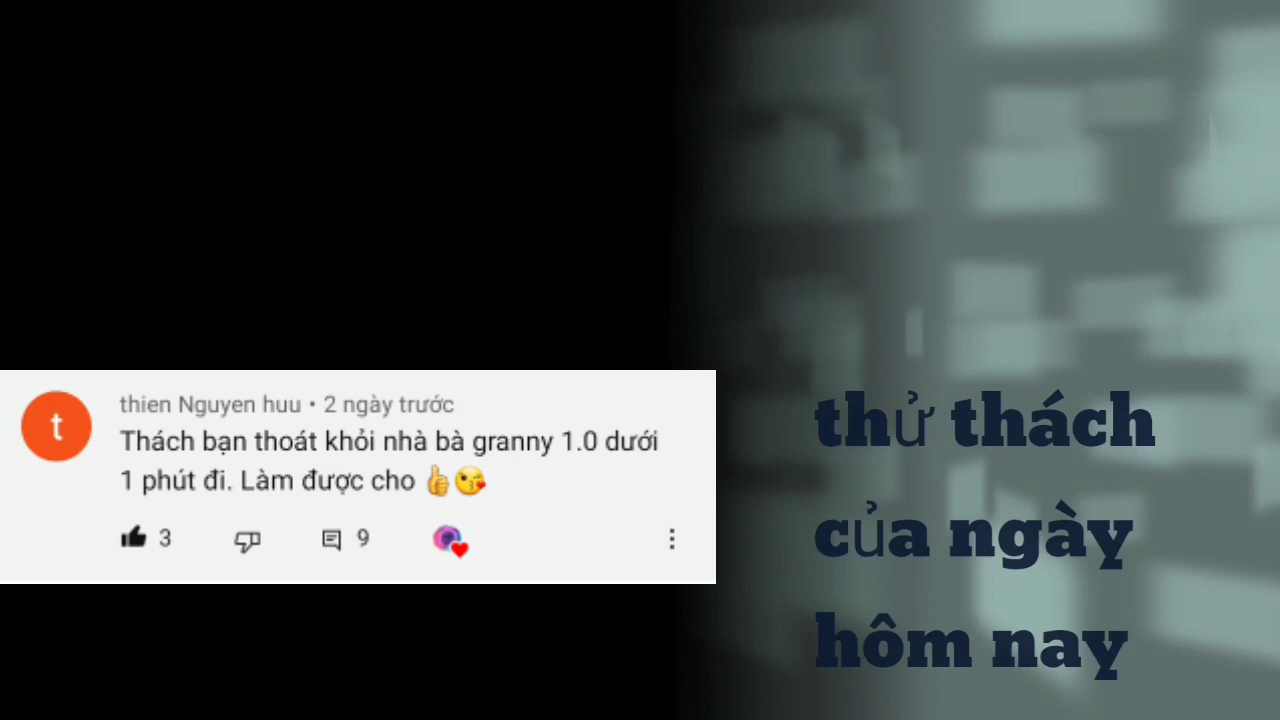 thien Nguyen huu • 2 ngày trước
Thách bạn thoát khỏi nhà bà granny 1.0 dưới
1 phút đi. Làm được cho 👍😘
3 9
t
thử thách
của ngày
hôm nay